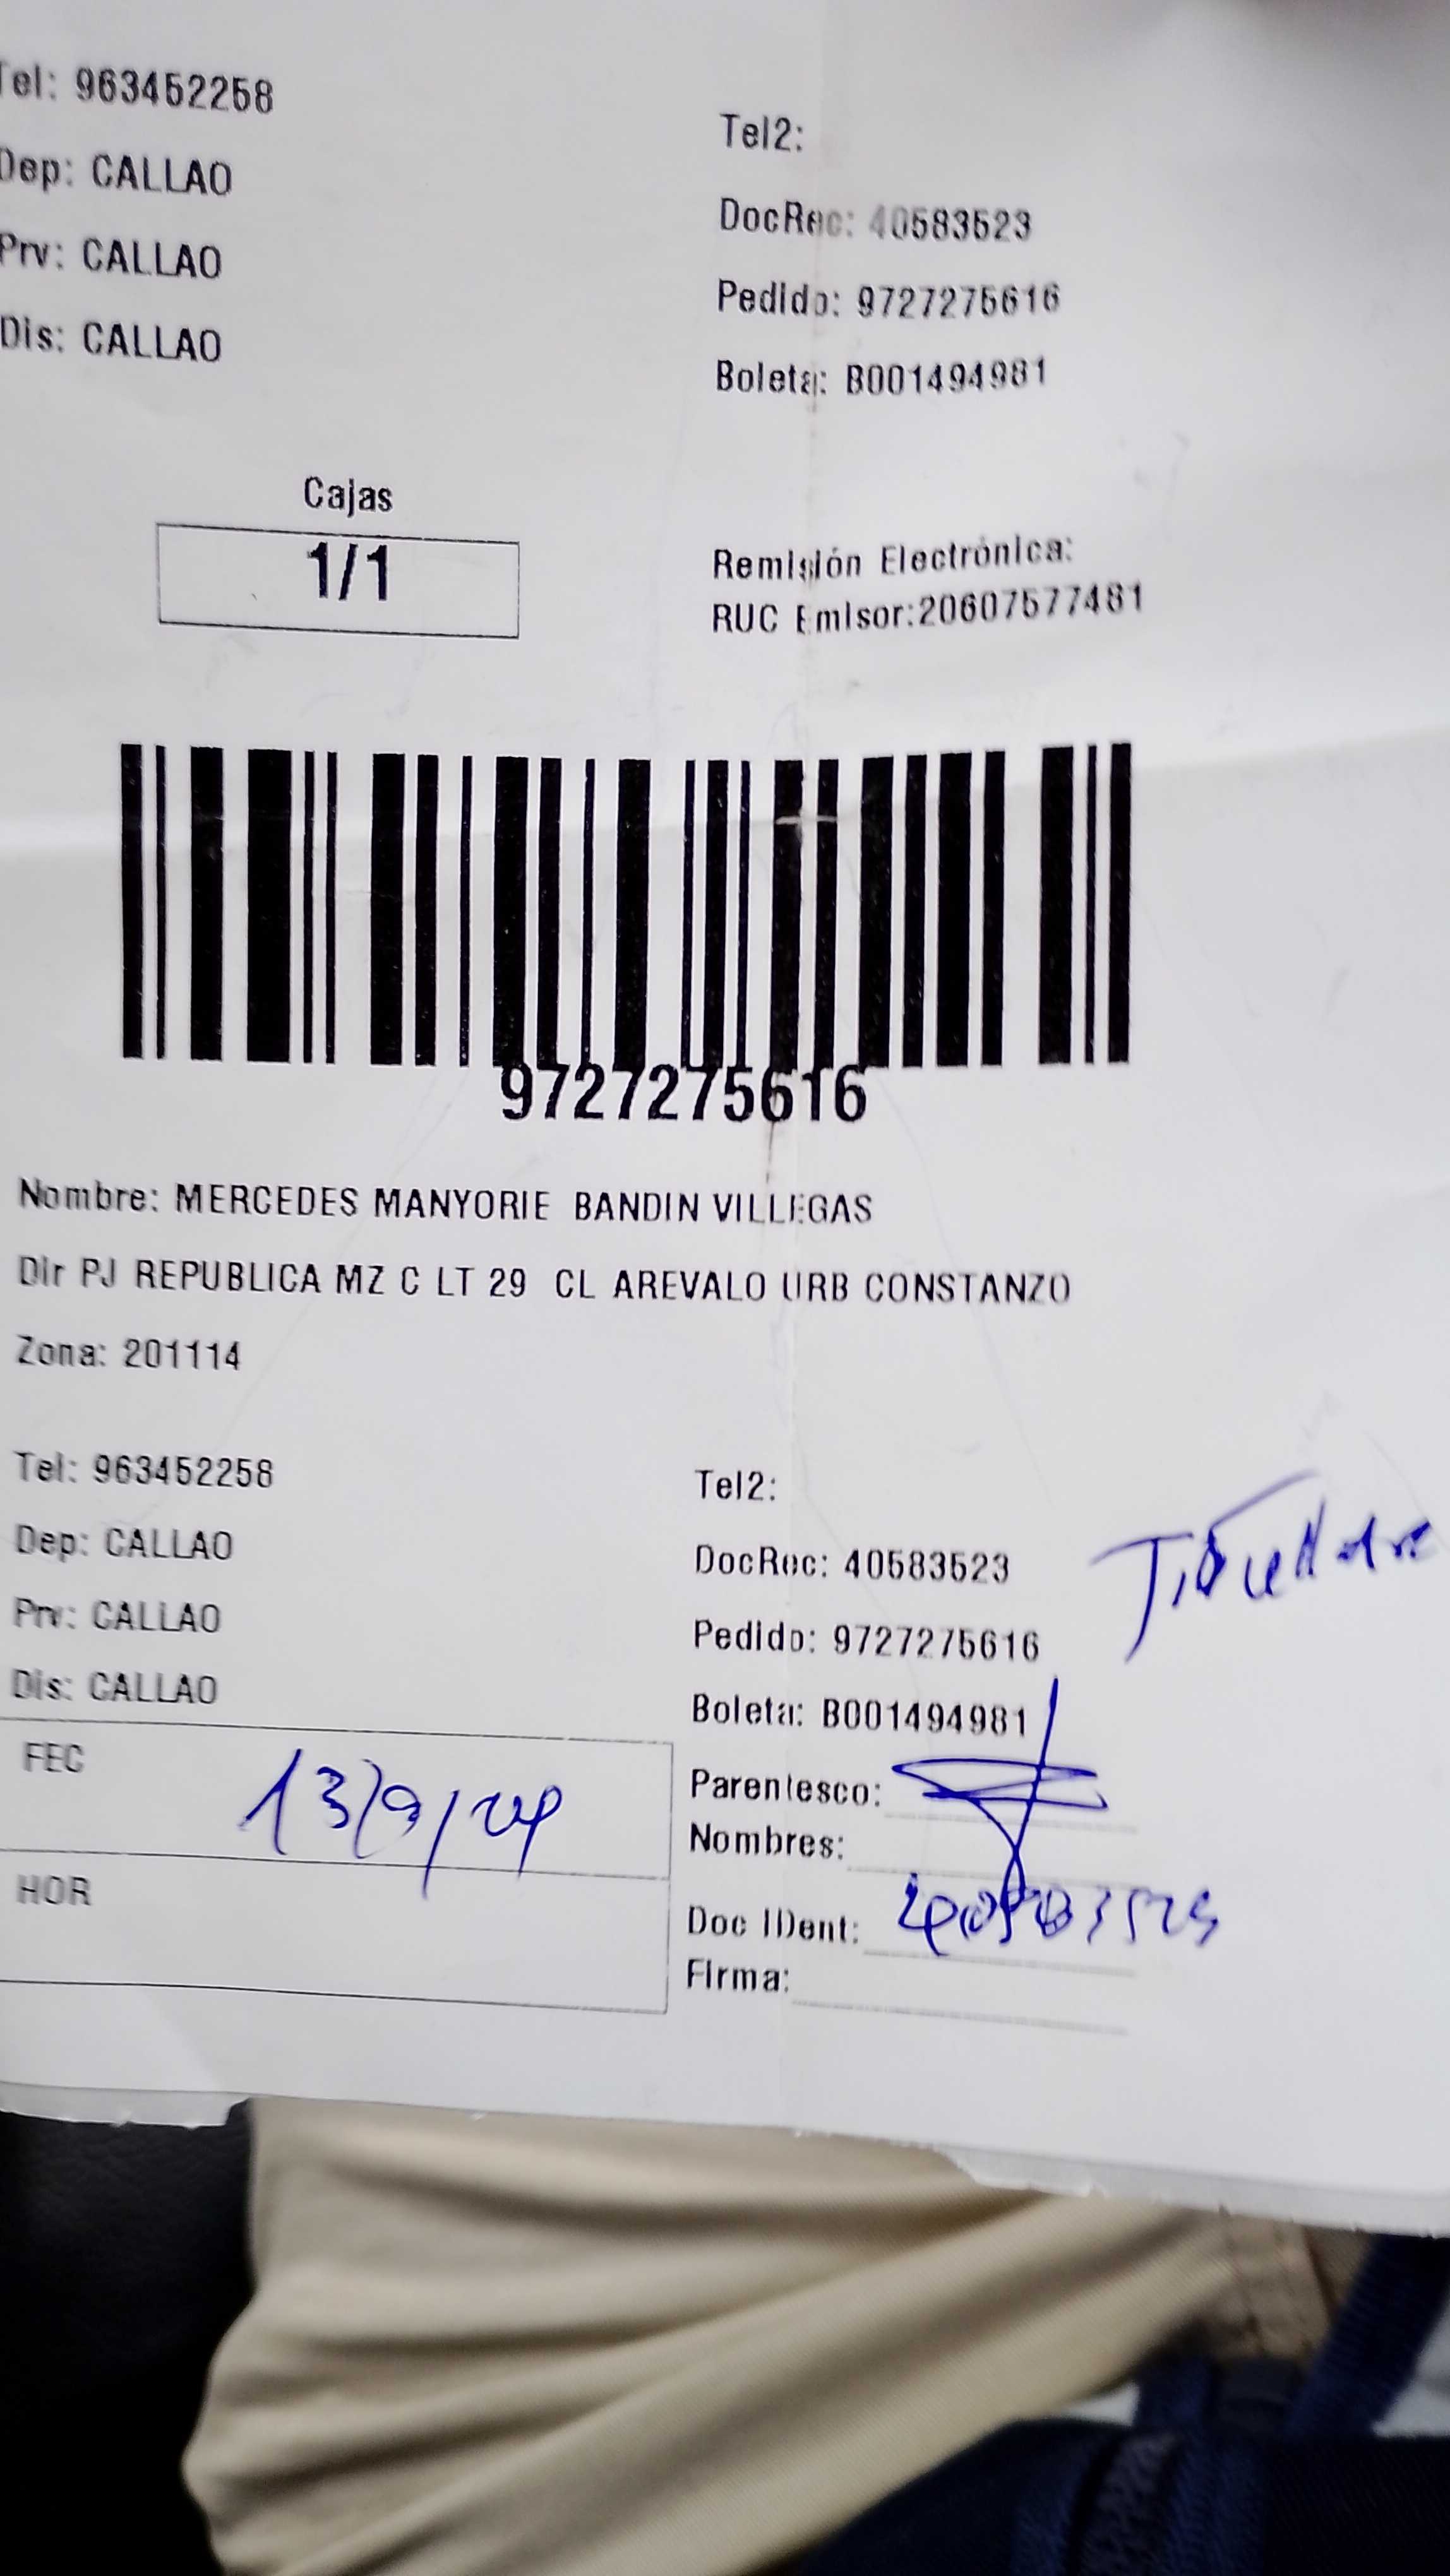 Tel: 963452258
Tel2:
Dep: CALLAO
DocRec: 40583523
Prv: CALLAO
Pedido: 9727275616
Dis: CALLAO
Boleta: B001494981
Cajas
1/1
Remisión Electrónica:
RUC Emisor:20607577481
9727275616
Nombre: MERCEDES MANYORIE BANDIN VILLEGAS
Dir PJ REPUBLICA MZ C LT 29 CL AREVALO URB CONSTANZO
Zona: 201114
Tel: 963452258
Tel2:
Dep: CALLAO
DocRec: 40583523
Prv: CALLAO
Pedido: 9727275616
Dis: CALLAO
Boleta: B001494981
FEC 13/9/24
Parentesco:
Nombres:
HOR
Doc IDent: 40583523
Firma: